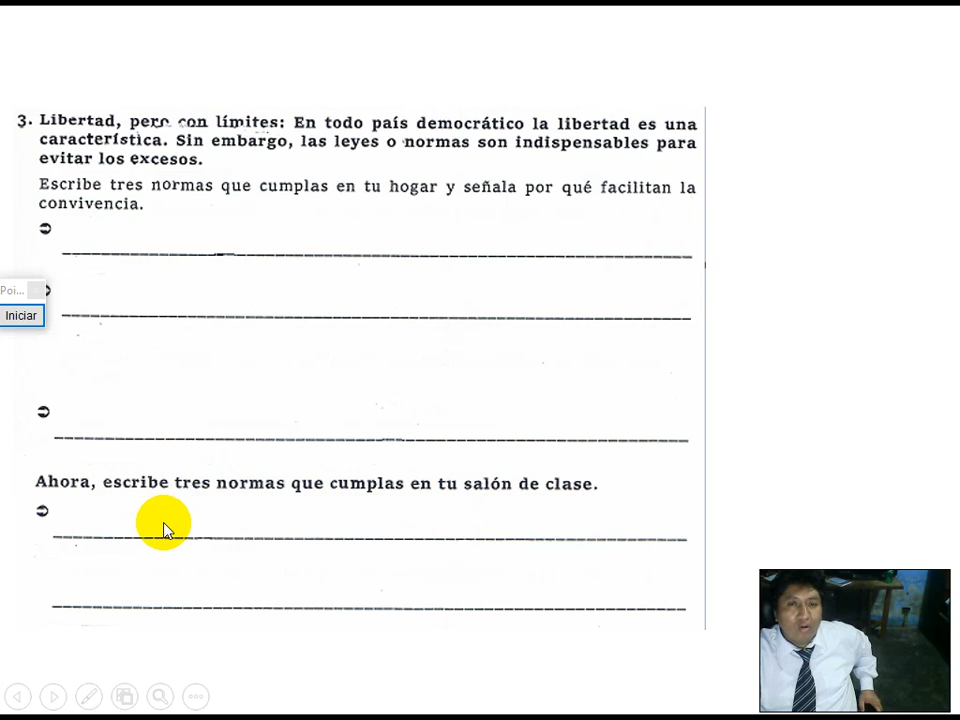 3. Libertad, pero con límites: En todo país democrático la libertad es una
característica. Sin embargo, las leyes o normas son indispensables para
evitar los excesos.
Escribe tres normas que cumplas en tu hogar y señala por qué facilitan la
convivencia.
Poi...
Iniciar
Ahora, escribe tres normas que cumplas en tu salón de clase.